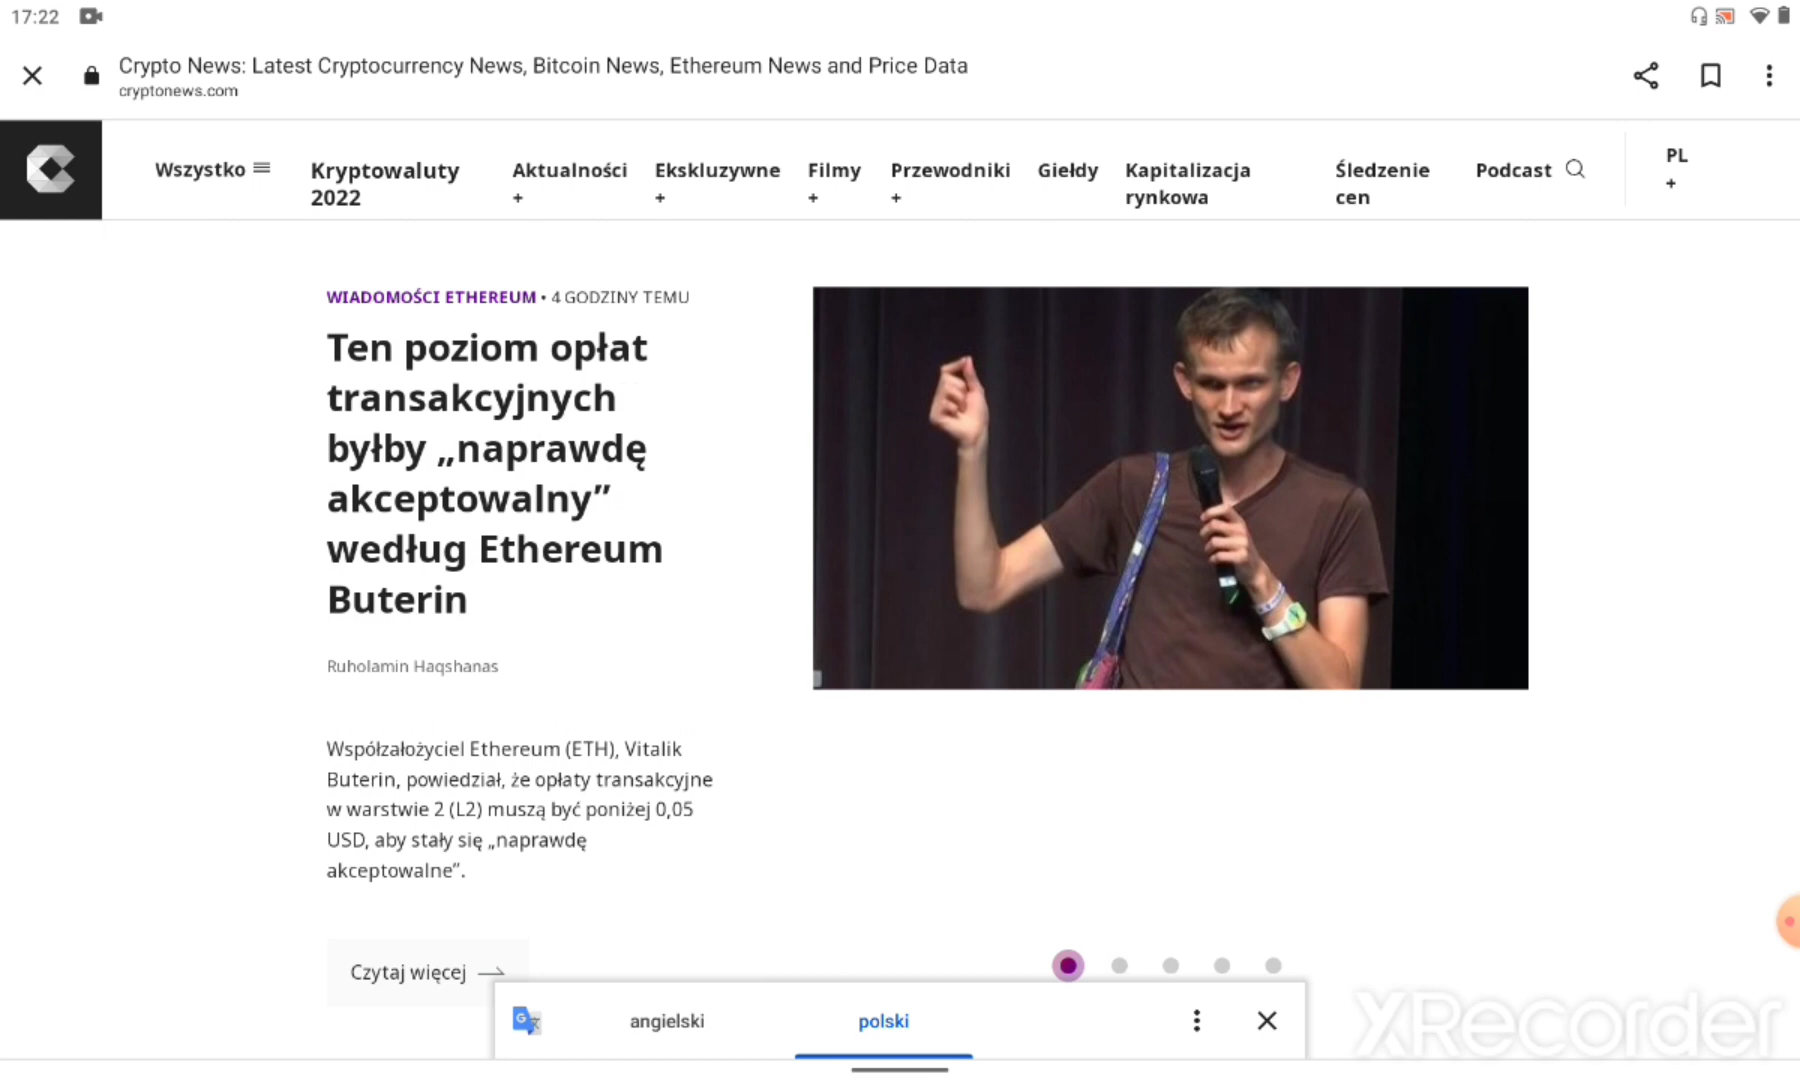 17:22
Crypto News: Latest Cryptocurrency News, Bitcoin News, Ethereum News and Price Data
cryptonews.com
Wszystko
Kryptowaluty
2022
Aktualności
+
Ekskluzywne
+
Filmy
+
Przewodniki
+
Giełdy
Kapitalizacja
rynkowa
Śledzenie
cen
Podcast
PL
+
WIADOMOŚCI ETHEREUM • 4 GODZINY TEMU
Ten poziom opłat
transakcyjnych
byłby „naprawdę
akceptowalny”
według Ethereum
Buterin
Ruholamin Haqshanas
Współzałożyciel Ethereum (ETH), Vitalik
Buterin, powiedział, że opłaty transakcyjne
w warstwie 2 (L2) muszą być poniżej 0,05
USD, aby stały się „naprawdę
akceptowalne”.
Czytaj więcej
G
angielski
polski
XRecorder